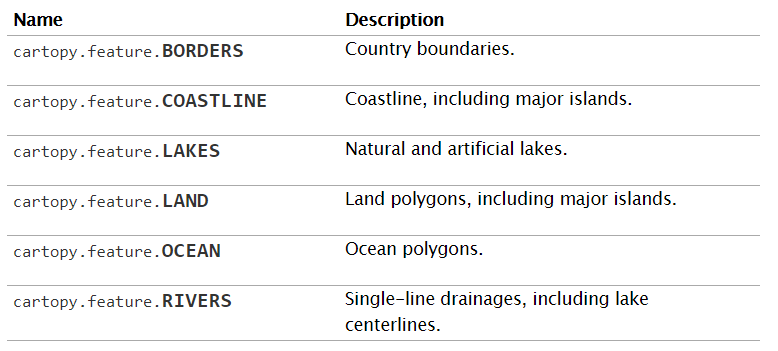 Name Description
cartopy.feature.BORDERS Country boundaries.
cartopy.feature.COASTLINE Coastline, including major islands.
cartopy.feature.LAKES Natural and artificial lakes.
cartopy.feature.LAND Land polygons, including major islands.
cartopy.feature.OCEAN Ocean polygons.
cartopy.feature.RIVERS Single-line drainages, including lake
centerlines.